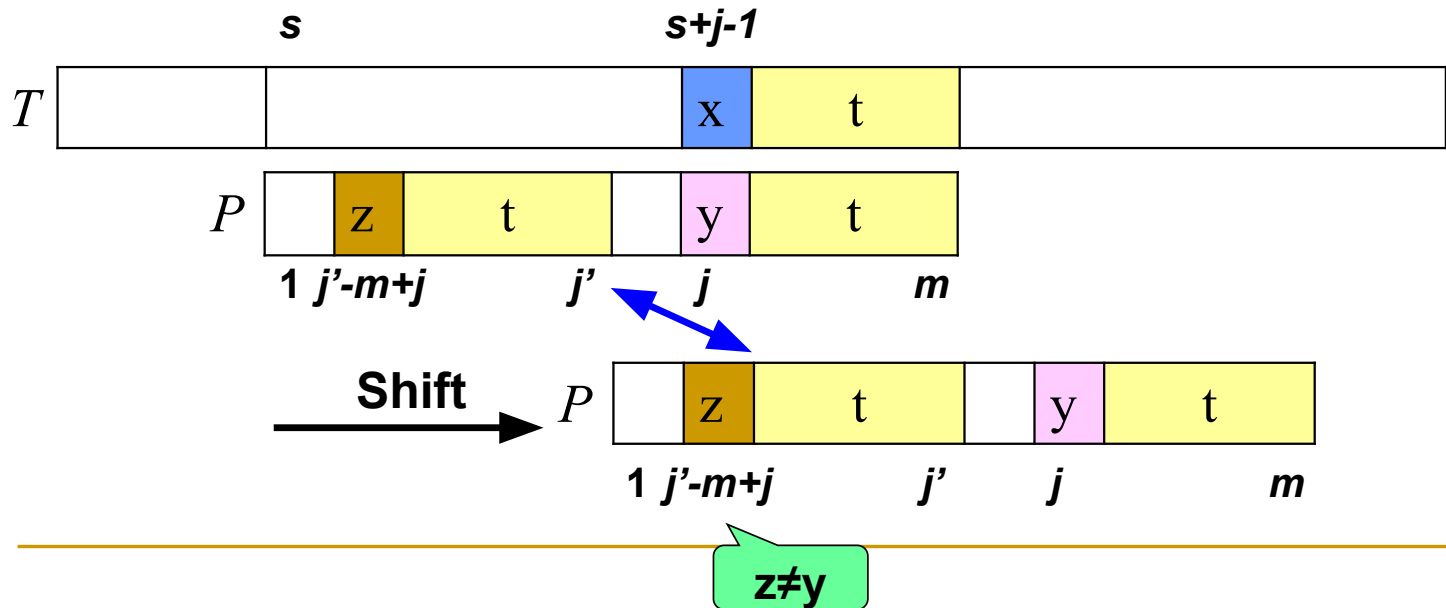 s s+j-1
T x t
P z t y t
1 j’-m+j j’ j m
Shift P z t y t
1 j’-m+j j’ j m
z≠y